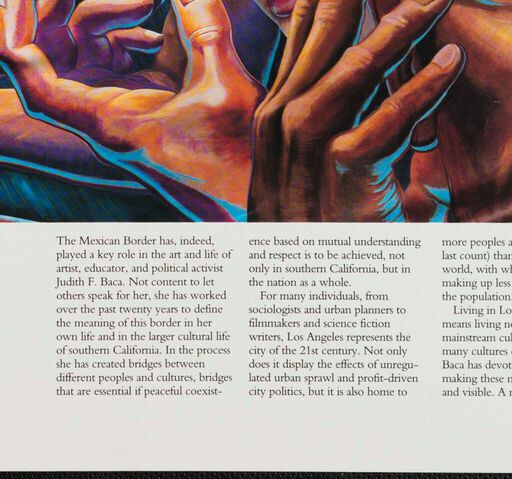 The Mexican Border has, indeed,
played a key role in the art and life of
artist, educator, and political activist
Judith F. Baca. Not content to let
others speak for her, she has worked
over the past twenty years to define
the meaning of this border in her
own life and in the larger cultural life
of southern California. In the process
she has created bridges between
different peoples and cultures, bridges
that are essential if peaceful coexist-
ence based on mutual understanding
and respect is to be achieved, not
only in southern California, but in
the nation as a whole.
For many individuals, from
sociologists and urban planners to
filmmakers and science fiction
writers, Los Angeles represents the
city of the 21st century. Not only
does it display the effects of unregu-
lated urban sprawl and profit-driven
city politics, but it is also home to
more peoples
last count) than
world, with
making up less
the population
Living in
means living
mainstream
many cultures
Baca has
making these
and visible. A